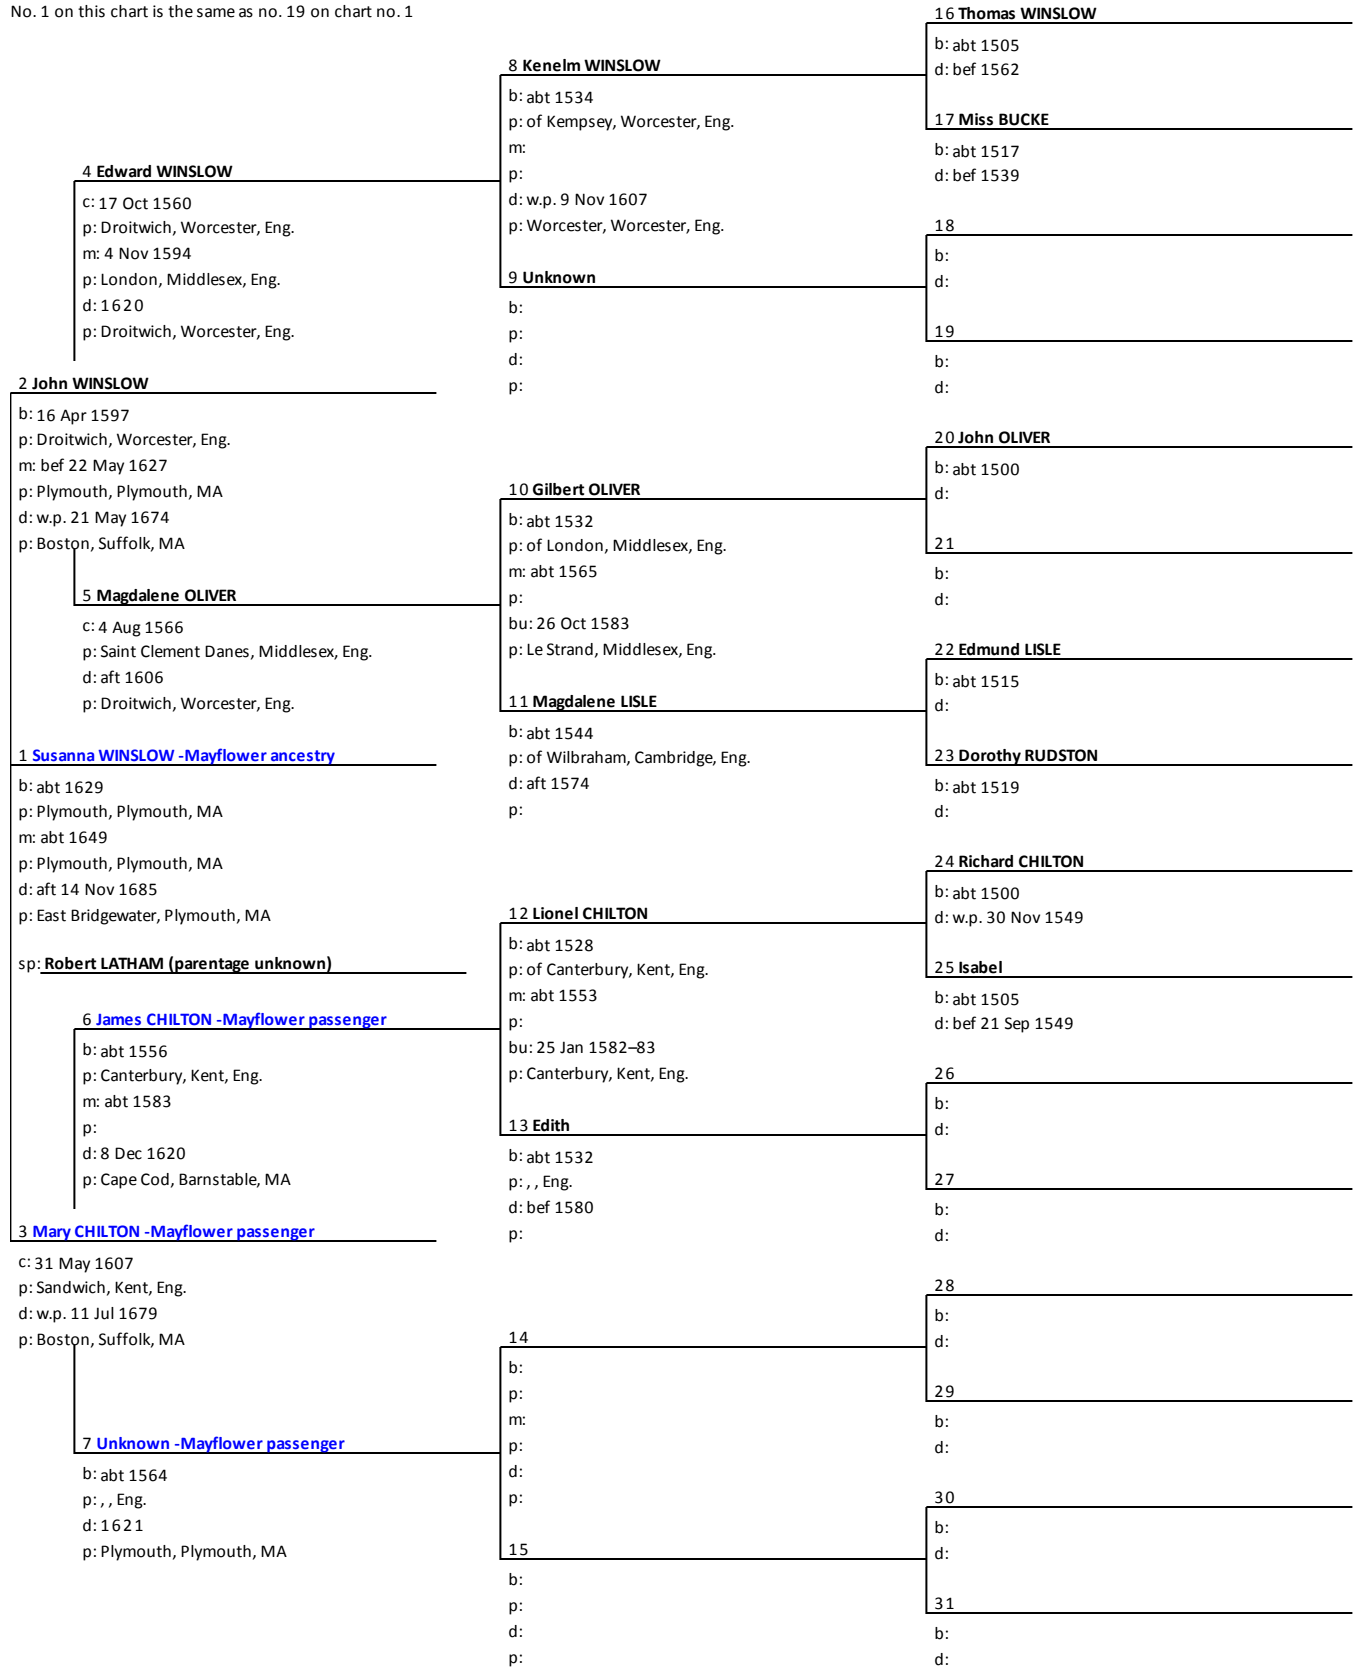 No. 1 on this chart is the same as no. 19 on chart no. 1
16 Thomas WINSLOW
b: abt 1505
d: bef 1562
8 Kenelm WINSLOW
b: abt 1534
p: of Kempsey, Worcester, Eng.
m:
p:
d: w.p. 9 Nov 1607
p: Worcester, Worcester, Eng.
17 Miss BUCKE
b: abt 1517
d: bef 1539
4 Edward WINSLOW
c: 17 Oct 1560
p: Droitwich, Worcester, Eng.
m: 4 Nov 1594
p: London, Middlesex, Eng.
d: 1620
p: Droitwich, Worcester, Eng.
18
b:
d:
9 Unknown
b:
p:
d:
p:
19
b:
d:
2 John WINSLOW
b: 16 Apr 1597
p: Droitwich, Worcester, Eng.
m: bef 22 May 1627
p: Plymouth, Plymouth, MA
d: w.p. 21 May 1674
p: Boston, Suffolk, MA
20 John OLIVER
b: abt 1500
d:
10 Gilbert OLIVER
b: abt 1532
p: of London, Middlesex, Eng.
m: abt 1565
p:
bu: 26 Oct 1583
p: Le Strand, Middlesex, Eng.
21
b:
d:
5 Magdalene OLIVER
c: 4 Aug 1566
p: Saint Clement Danes, Middlesex, Eng.
d: aft 1606
p: Droitwich, Worcester, Eng.
22 Edmund LISLE
b: abt 1515
d:
11 Magdalene LISLE
b: abt 1544
p: of Wilbraham, Cambridge, Eng.
d: aft 1574
p:
23 Dorothy RUDSTON
b: abt 1519
d:
1 Susanna WINSLOW -Mayflower ancestry
b: abt 1629
p: Plymouth, Plymouth, MA
m: abt 1649
p: Plymouth, Plymouth, MA
d: aft 14 Nov 1685
p: East Bridgewater, Plymouth, MA
sp: Robert LATHAM (parentage unknown)
24 Richard CHILTON
b: abt 1500
d: w.p. 30 Nov 1549
12 Lionel CHILTON
b: abt 1528
p: of Canterbury, Kent, Eng.
m: abt 1553
p:
bu: 25 Jan 1582–83
p: Canterbury, Kent, Eng.
25 Isabel
b: abt 1505
d: bef 21 Sep 1549
6 James CHILTON -Mayflower passenger
b: abt 1556
p: Canterbury, Kent, Eng.
m: abt 1583
p:
d: 8 Dec 1620
p: Cape Cod, Barnstable, MA
26
b:
d:
13 Edith
b: abt 1532
p: , , Eng.
d: bef 1580
p:
27
b:
d:
3 Mary CHILTON -Mayflower passenger
c: 31 May 1607
p: Sandwich, Kent, Eng.
d: w.p. 11 Jul 1679
p: Boston, Suffolk, MA
28
b:
d:
14
b:
p:
m:
p:
d:
p:
29
b:
d:
7 Unknown -Mayflower passenger
b: abt 1564
p: , , Eng.
d: 1621
p: Plymouth, Plymouth, MA
30
b:
d:
15
b:
p:
d:
p:
31
b:
d: